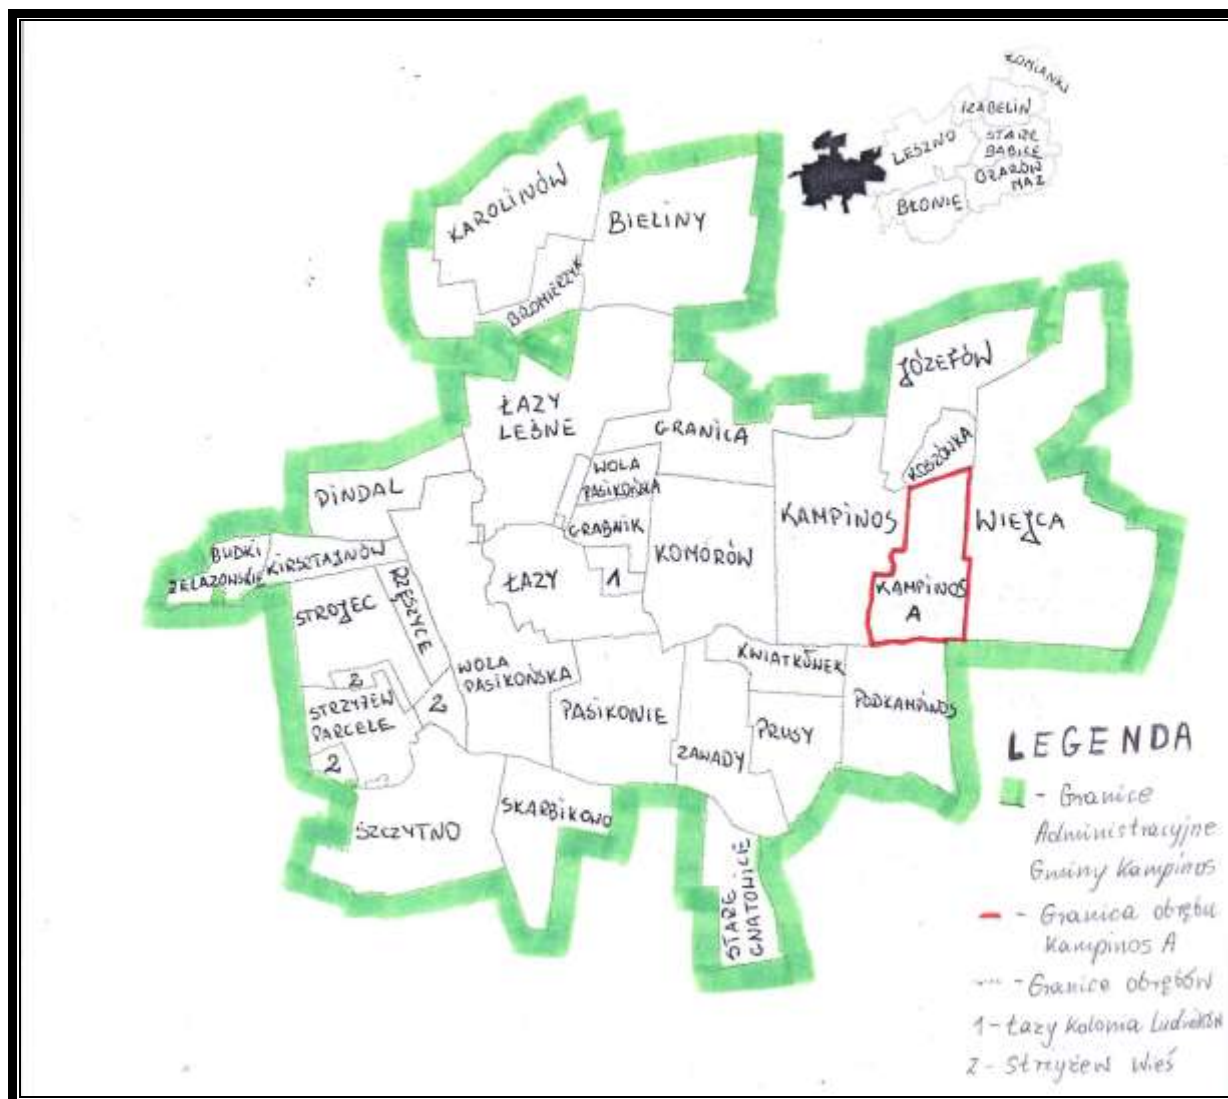 ŁOMIANKI
IZABELIN
LESZNO
STARE
BABICE
OŻARÓW
MAZ
BŁONIE
KAROLINÓW
BIELINY
BROMIERZYK
JÓZEFÓW
ŁAZY
LEŚNE
GRANICA
KOSZÓWKA
WOLA
PASIKOŃSKA
DINDAL
GRABNIK
KAMPINOS
WIEJCA
BUDKI
ŻELAZOWSKIE
KIRSZTAJNÓW
ŁAZY
1
KOMORÓW
KAMPINOS
A
STROJEC
RZĘSZYCE
WOLA
PASIKOŃSKA
KWIATKÓWEK
2
STRZYŻEW
PARCELE
2
PASIKONIE
PODKAMPINOS
PRUSY
ZAWADY
2
SZCZYTNO
SKARBIKOWO
STARE
GNATOWICE
LEGENDA
- Granice
Administracyjne
Gminy Kampinos
- Granica obrębu
Kampinos A
- Granice obrębów
1 - Łazy Kolonia Ludwików
2 - Strzyżew Wieś